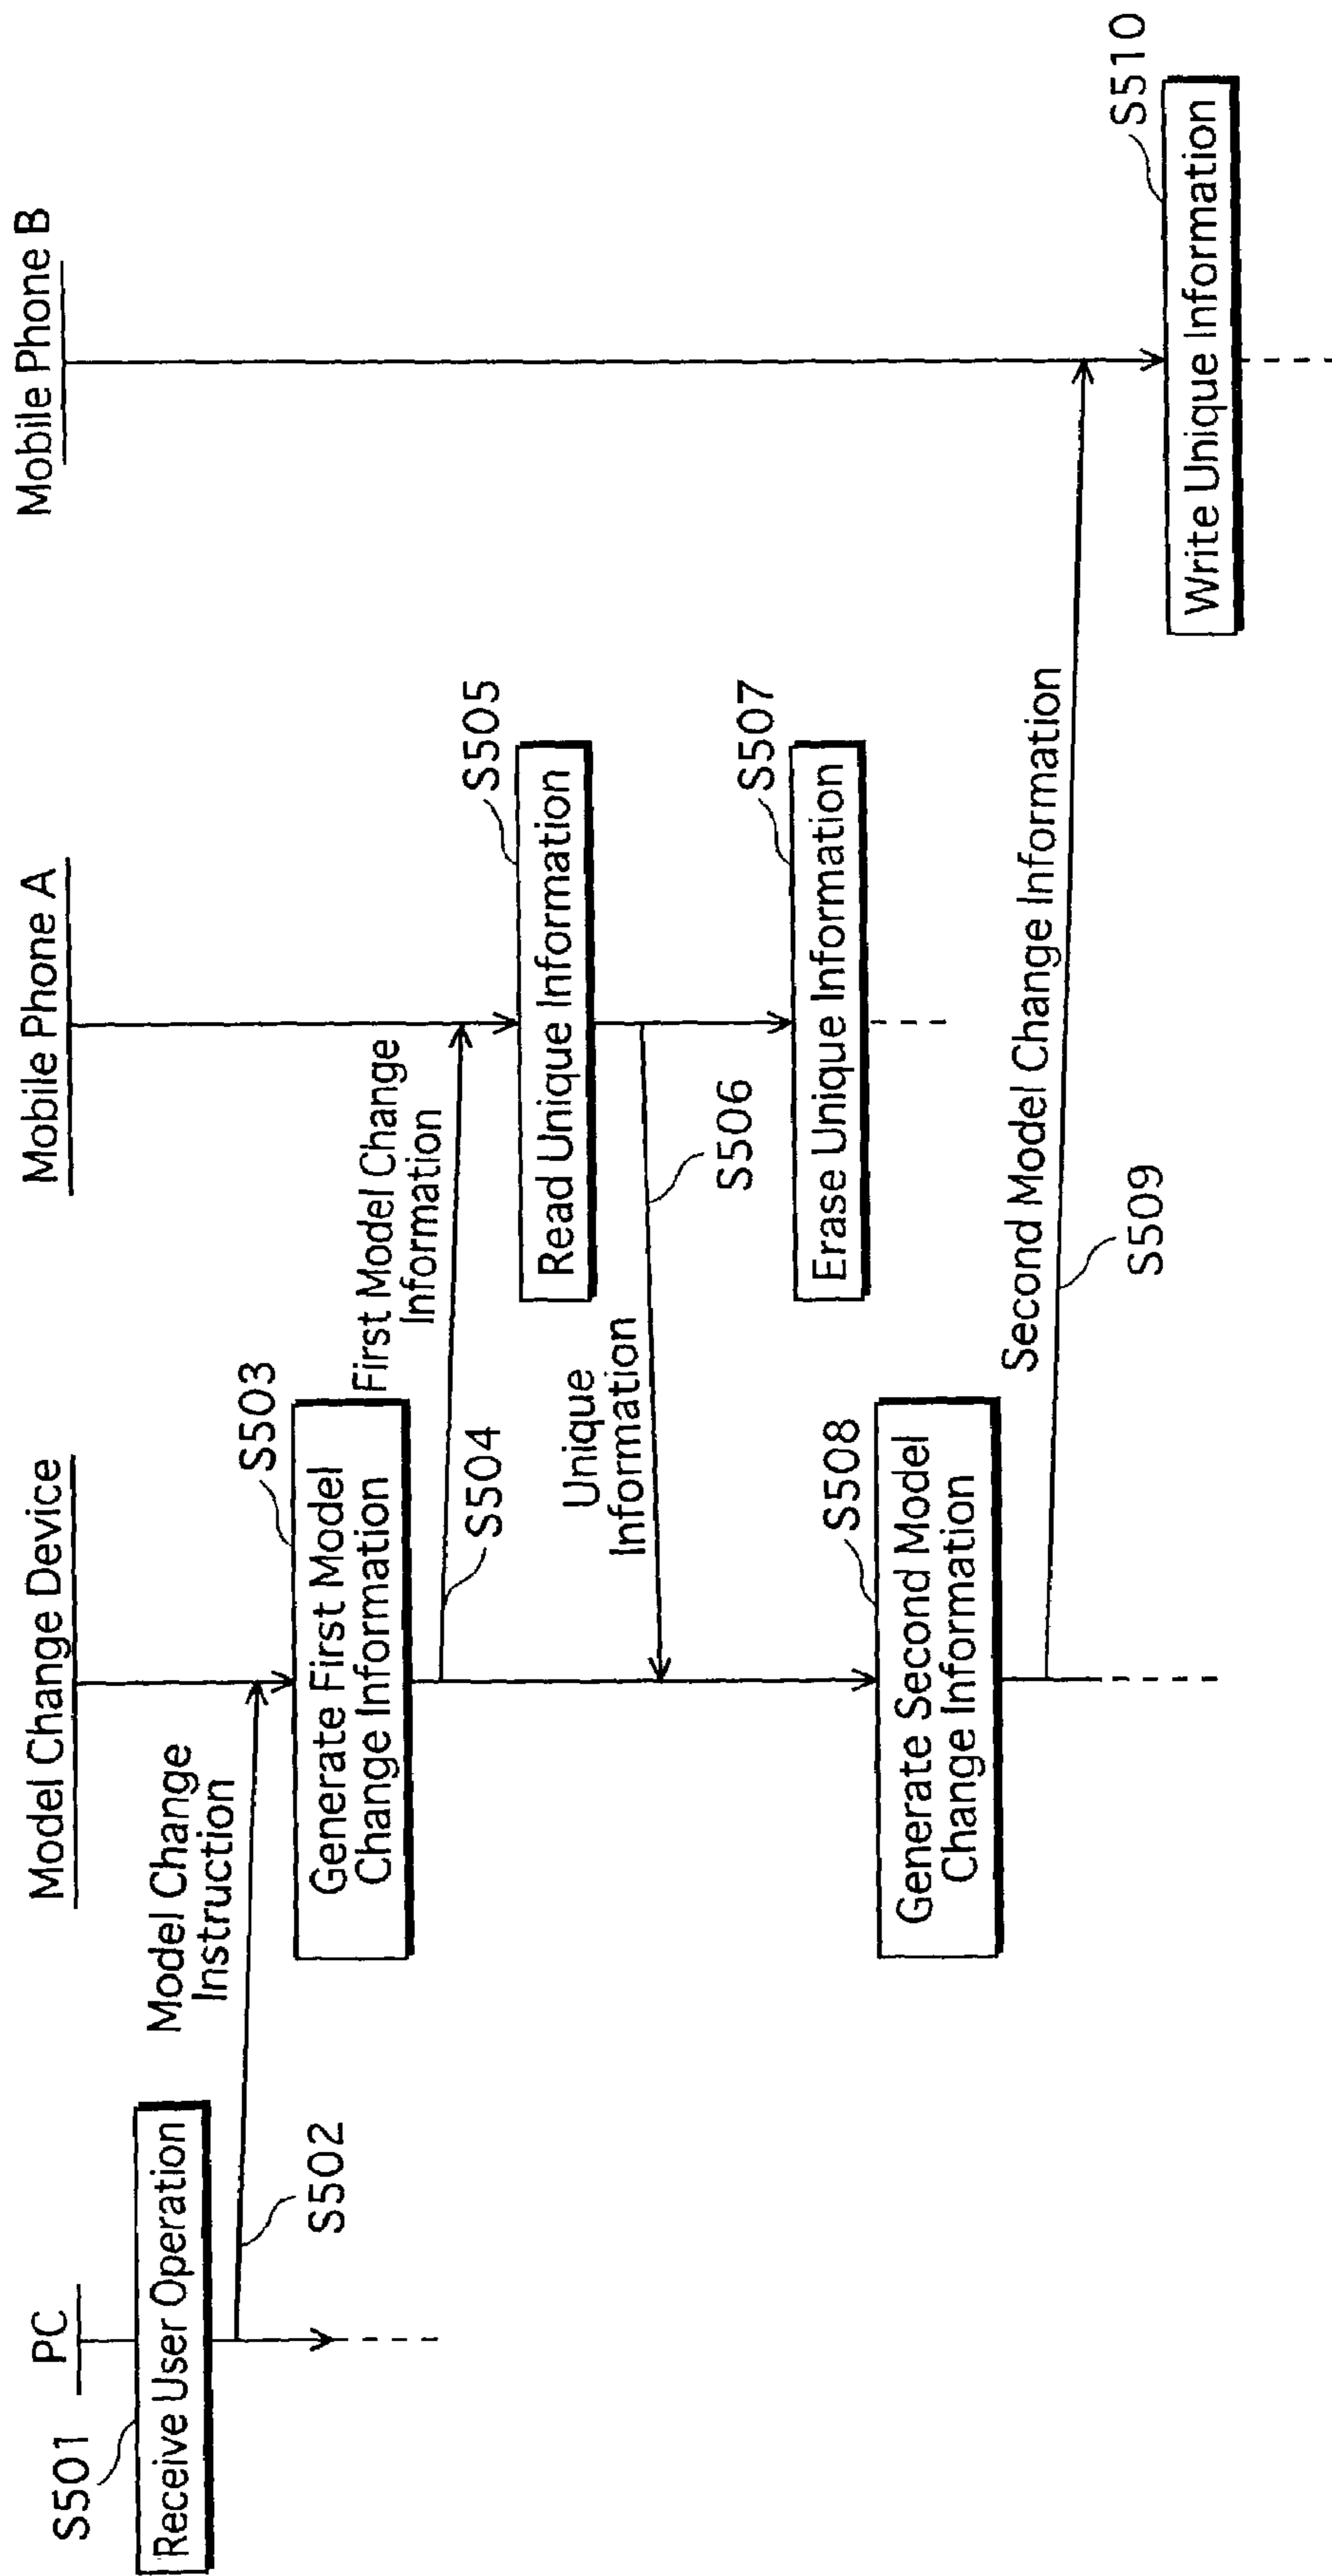 PC
Model Change Device
Mobile Phone A
Mobile Phone B
S501
Receive User Operation
Model Change
Instruction
S502
S503
Generate First Model
Change Information
First Model Change
Information
S504
S505
Read Unique Information
Unique
Information
S506
S507
Erase Unique Information
S508
Generate Second Model
Change Information
Second Model Change Information
S509
S510
Write Unique Information